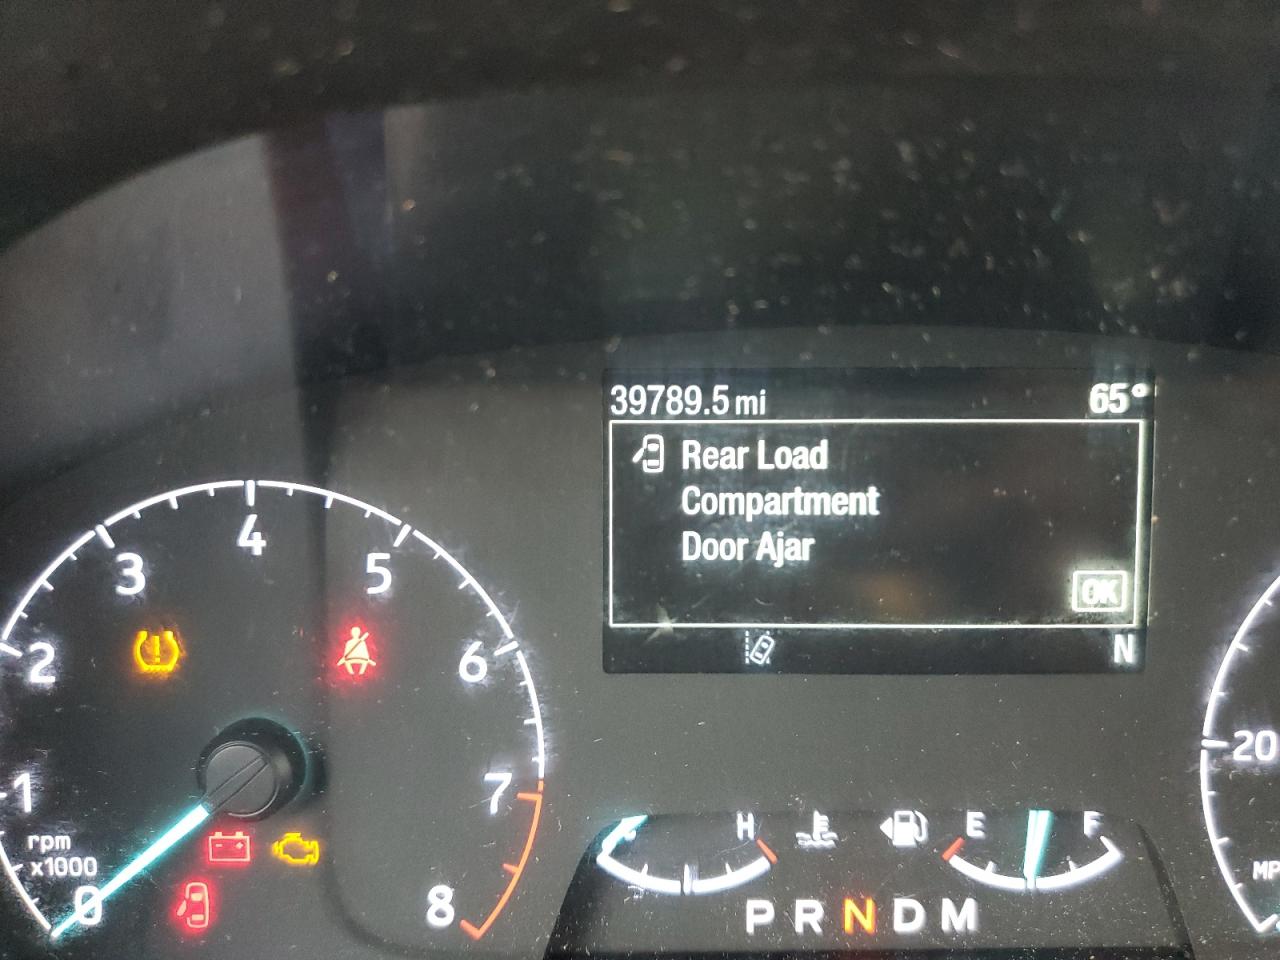 39789.5 mi 65°
Rear Load
Compartment
Door Ajar
OK
N
4
3 5
2 6
1 7
rpm
x1000
0 8
H E F
P R N D M
20